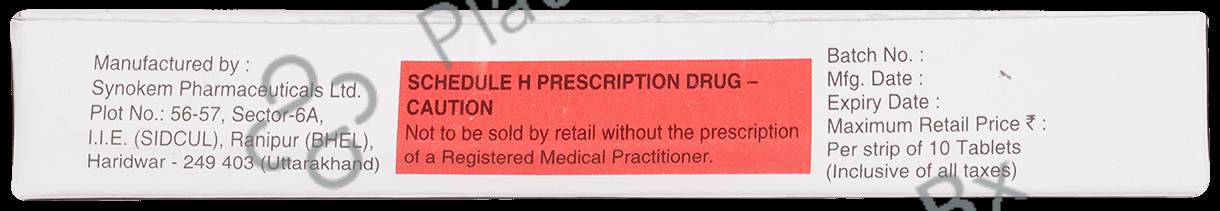 Manufactured by :
Synokem Pharmaceuticals Ltd.
Plot No.: 56-57, Sector-6A,
I.I.E. (SIDCUL), Ranipur (BHEL),
Haridwar - 249 403 (Uttarakhand)
SCHEDULE H PRESCRIPTION DRUG –
CAUTION
Not to be sold by retail without the prescription
of a Registered Medical Practitioner.
Batch No. :
Mfg. Date :
Expiry Date :
Maximum Retail Price ₹ :
Per strip of 10 Tablets
(Inclusive of all taxes)
Rx